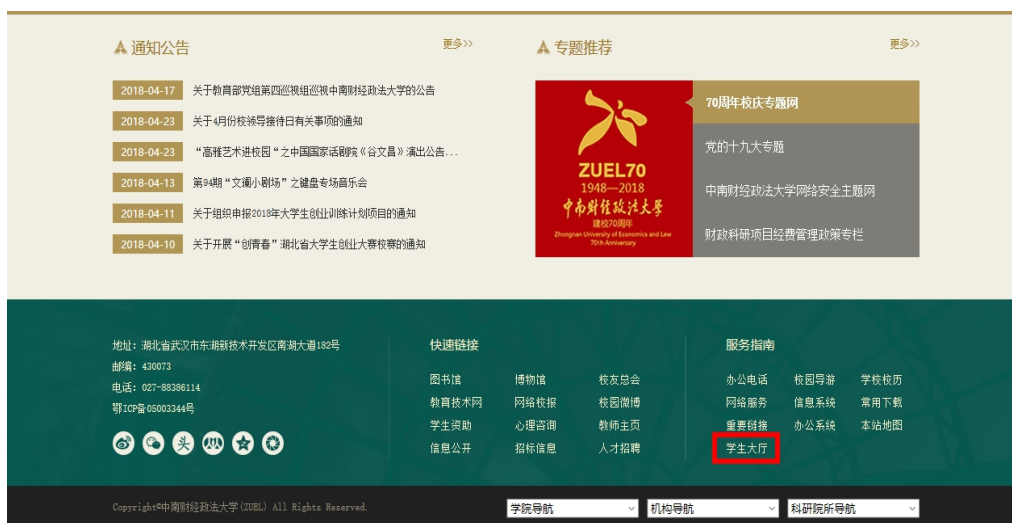 通知公告 更多>>
2018-04-17 关于教育部党组第四巡视组巡视中南财经政法大学的公告
2018-04-23 关于4月份校领导接待日有关事项的通知
2018-04-23 “高雅艺术进校园“之中国国家话剧院《谷文昌》演出公告...
2018-04-13 第94期“文澜小剧场”之键盘专场音乐会
2018-04-11 关于组织申报2018年大学生创业训练计划项目的通知
2018-04-10 关于开展“创青春”湖北省大学生创业大赛校赛的通知
专题推荐 更多>>
ZUEL70
1948—2018
中南财经政法大学
建校70周年
Zhongnan University of Economics and Law
70th Anniversary
70周年校庆专题网
党的十九大专题
中南财经政法大学网络安全主题网
财政科研项目经费管理政策专栏
地址：湖北省武汉市东湖新技术开发区南湖大道182号
邮编：430073
电话：027-88386114
鄂ICP备05003344号
头
快速链接
图书馆 博物馆 校友总会
教育技术网 网络校报 校园微博
学生资助 心理咨询 教师主页
信息公开 招标信息 人才招聘
服务指南
办公电话 校园导游 学校校历
网络服务 信息系统 常用下载
重要链接 办公系统 本站地图
学生大厅
Copyright©中南财经政法大学(ZUEL) All Rights Reserved.
学院导航 机构导航 科研院所导航